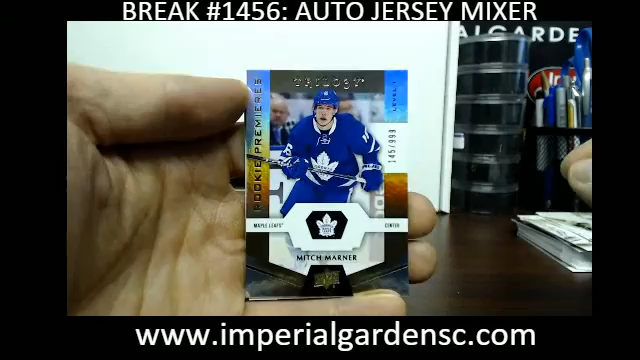 BREAK #1456: AUTO JERSEY MIXER
ALGARDE
TRILOGY
ROOKIE PREMIERES
LEVEL 1
145/999
MAPLE LEAFS
CENTER
MITCH MARNER
www.imperialgardensc.com